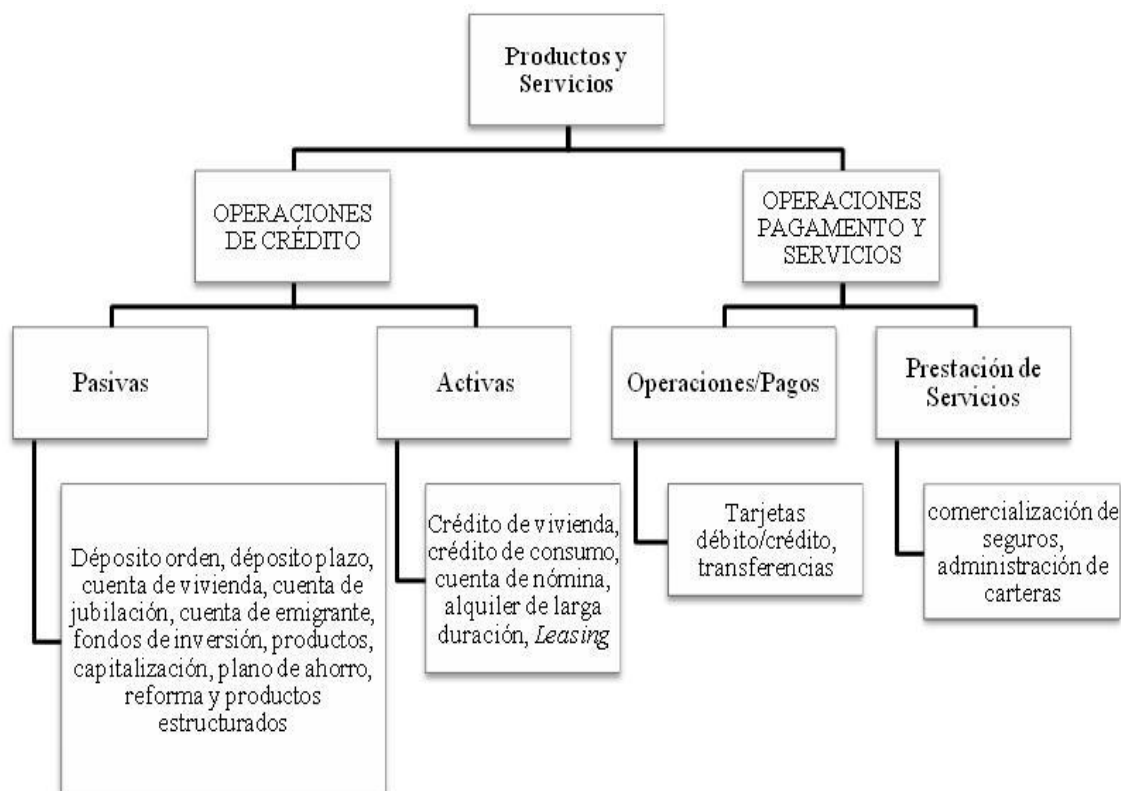 Productos y
Servicios
OPERACIONES
DE CRÉDITO
OPERACIONES
PAGAMENTO Y
SERVICIOS
Pasivas
Activas
Operaciones/Pagos
Prestación de
Servicios
Déposito orden, déposito plazo,
cuenta de vivienda, cuenta de
jubilación, cuenta de emigrante,
fondos de inversión, productos,
capitalización, plano de ahorro,
reforma y productos
estructurados
Crédito de vivienda,
crédito de consumo,
cuenta de nómina,
alquiler de larga
duración, Leasing
Tarjetas
débito/crédito,
transferencias
comercialización de
seguros,
administración de
carteras